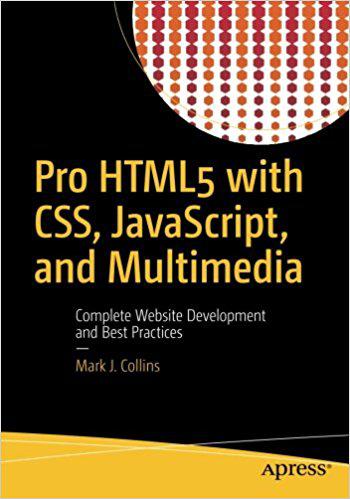 Pro HTML5 with
CSS, JavaScript,
and Multimedia
Complete Website Development
and Best Practices
—
Mark J. Collins
Apress®